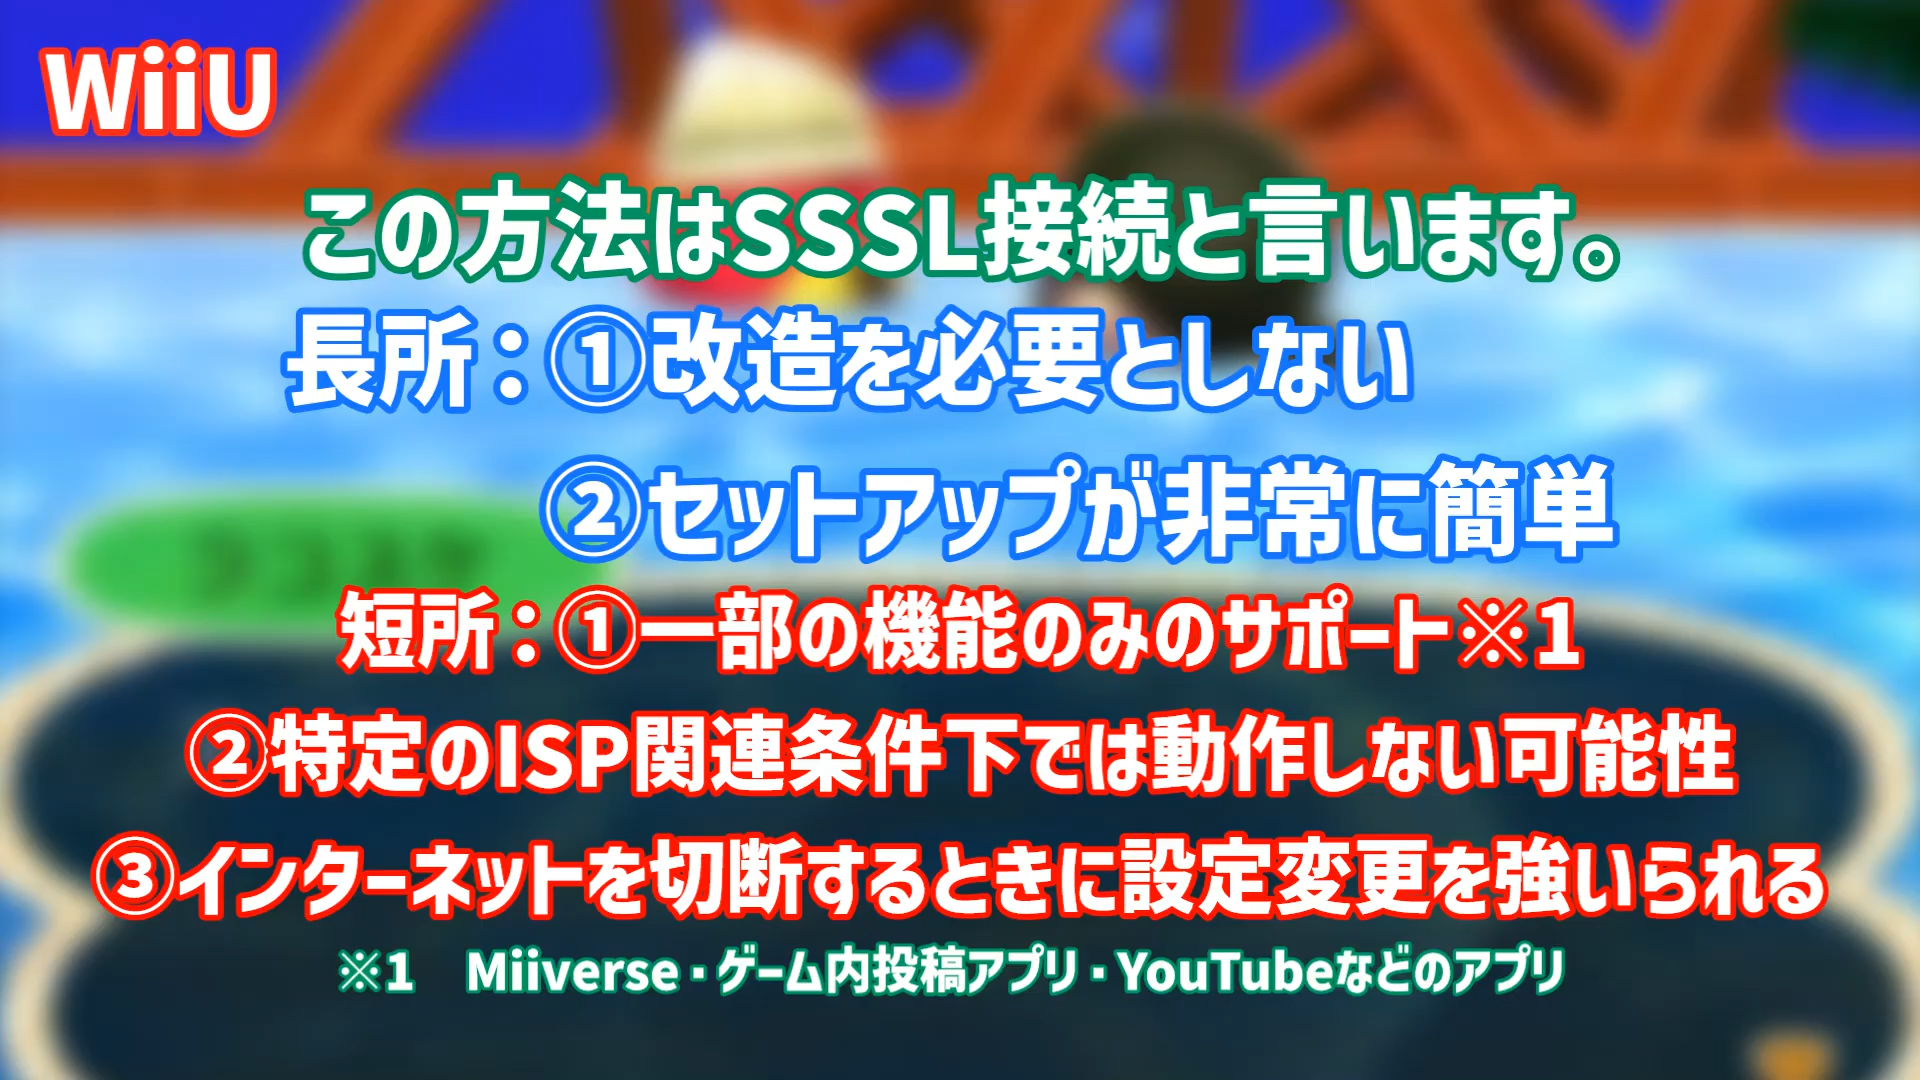 WiiU
この方法はSSSL接続と言います。
長所：①改造を必要としない
②セットアップが非常に簡単
短所：①一部の機能のみのサポート※1
②特定のISP関連条件下では動作しない可能性
③インターネットを切断するときに設定変更を強いられる
※1　Miiverse・ゲーム内投稿アプリ・YouTubeなどのアプリ